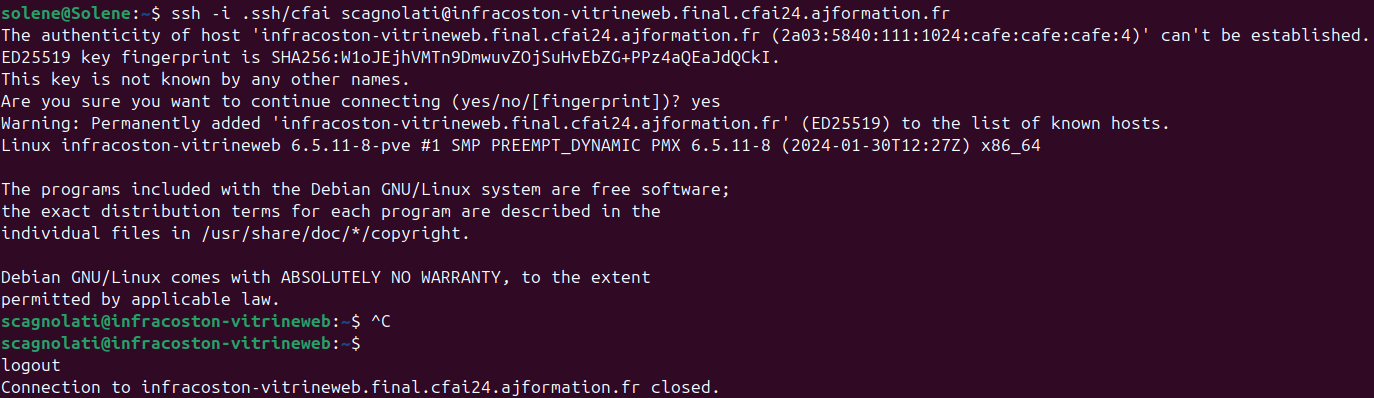 solene@Solene:~$ ssh -i .ssh/cfai scagnolati@infracoston-vitrineweb.final.cfai24.ajformation.fr
The authenticity of host 'infracoston-vitrineweb.final.cfai24.ajformation.fr (2a03:5840:111:1024:cafe:cafe:cafe:4)' can't be established.
ED25519 key fingerprint is SHA256:W1oJEjhVMTn9DmwuvZOjSuHvEbZG+PPz4aQEaJdQCkI.
This key is not known by any other names.
Are you sure you want to continue connecting (yes/no/[fingerprint])? yes
Warning: Permanently added 'infracoston-vitrineweb.final.cfai24.ajformation.fr' (ED25519) to the list of known hosts.
Linux infracoston-vitrineweb 6.5.11-8-pve #1 SMP PREEMPT_DYNAMIC PMX 6.5.11-8 (2024-01-30T12:27Z) x86_64
The programs included with the Debian GNU/Linux system are free software;
the exact distribution terms for each program are described in the
individual files in /usr/share/doc/*/copyright.
Debian GNU/Linux comes with ABSOLUTELY NO WARRANTY, to the extent
permitted by applicable law.
scagnolati@infracoston-vitrineweb:~$ ^C
scagnolati@infracoston-vitrineweb:~$
logout
Connection to infracoston-vitrineweb.final.cfai24.ajformation.fr closed.